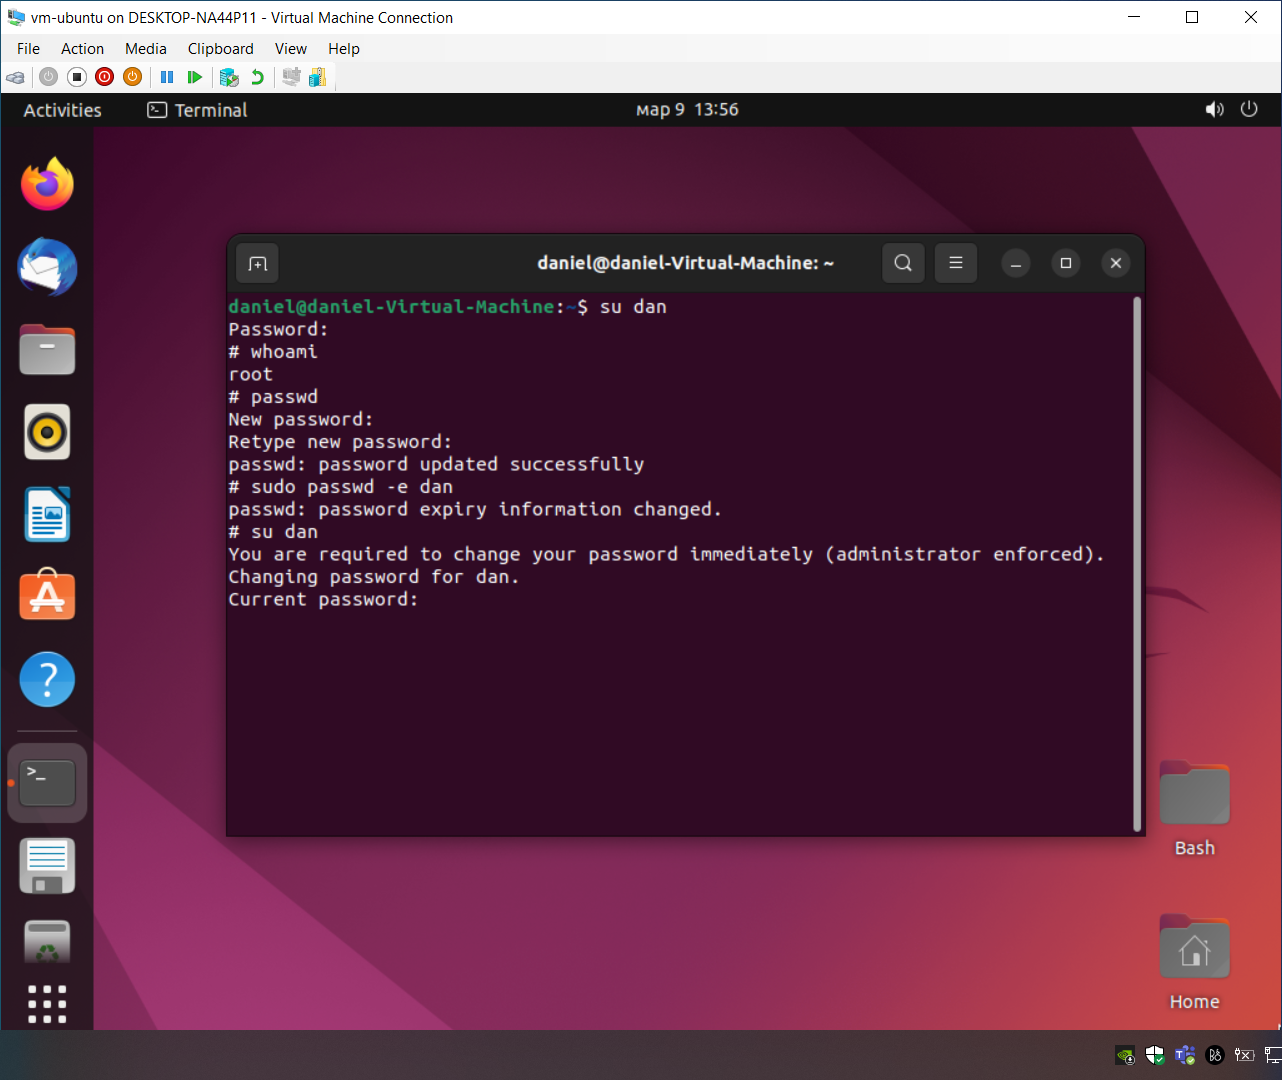 vm-ubuntu on DESKTOP-NA44P11 - Virtual Machine Connection
File Action Media Clipboard View Help
Activities Terminal мар 9 13:56
daniel@daniel-Virtual-Machine: ~
daniel@daniel-Virtual-Machine:~$ su dan
Password:
# whoami
root
# passwd
New password:
Retype new password:
passwd: password updated successfully
# sudo passwd -e dan
passwd: password expiry information changed.
# su dan
You are required to change your password immediately (administrator enforced).
Changing password for dan.
Current password:
Bash
Home